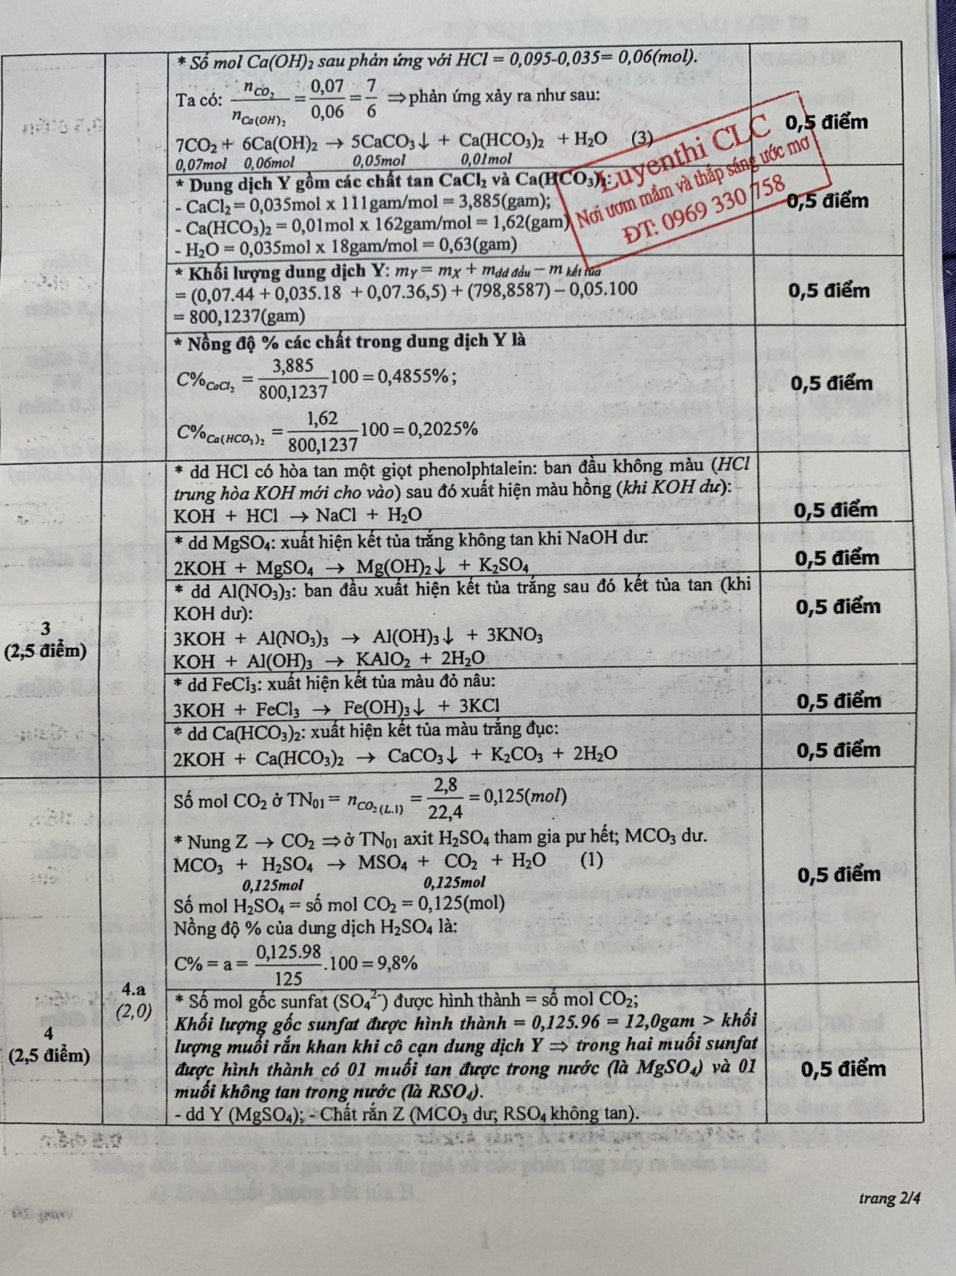 * Số mol Ca(OH)₂ sau phản ứng với HCl = 0,095-0,035= 0,06(mol).
Ta có: n_CO₂ / n_Ca(OH)₂ = 0,07/0,06 = 7/6 ⇒ phản ứng xảy ra như sau:
7CO₂ + 6Ca(OH)₂ → 5CaCO₃↓ + Ca(HCO₃)₂ + H₂O (3)
0,07mol 0,06mol 0,05mol 0,01mol
0,5 điểm
* Dung dịch Y gồm các chất tan CaCl₂ và Ca(HCO₃)₂:
- CaCl₂ = 0,035mol x 111gam/mol = 3,885(gam);
- Ca(HCO₃)₂ = 0,01mol x 162gam/mol = 1,62(gam)
- H₂O = 0,035mol x 18gam/mol = 0,63(gam)
0,5 điểm
Luyenthi CLC
Nơi ươm mầm và thắp sáng ước mơ
ĐT: 0969 330 758
* Khối lượng dung dịch Y: m_Y = m_X + m_dd đầu − m_kết tủa
= (0,07.44 + 0,035.18 + 0,07.36,5) + (798,8587) − 0,05.100
= 800,1237(gam)
0,5 điểm
* Nồng độ % các chất trong dung dịch Y là
C%_CaCl₂ = 3,885/800,1237 100 = 0,4855% ;
C%_Ca(HCO₃)₂ = 1,62/800,1237 100 = 0,2025%
0,5 điểm
3
(2,5 điểm)
* dd HCl có hòa tan một giọt phenolphtalein: ban đầu không màu (HCl
trung hòa KOH mới cho vào) sau đó xuất hiện màu hồng (khi KOH dư):
KOH + HCl → NaCl + H₂O
0,5 điểm
* dd MgSO₄: xuất hiện kết tủa trắng không tan khi NaOH dư:
2KOH + MgSO₄ → Mg(OH)₂↓ + K₂SO₄
0,5 điểm
* dd Al(NO₃)₃: ban đầu xuất hiện kết tủa trắng sau đó kết tủa tan (khi
KOH dư):
3KOH + Al(NO₃)₃ → Al(OH)₃↓ + 3KNO₃
KOH + Al(OH)₃ → KAlO₂ + 2H₂O
0,5 điểm
* dd FeCl₃: xuất hiện kết tủa màu đỏ nâu:
3KOH + FeCl₃ → Fe(OH)₃↓ + 3KCl
0,5 điểm
* dd Ca(HCO₃)₂: xuất hiện kết tủa màu trắng đục:
2KOH + Ca(HCO₃)₂ → CaCO₃↓ + K₂CO₃ + 2H₂O
0,5 điểm
4
(2,5 điểm)
4.a
(2,0)
Số mol CO₂ ở TN₀₁ = n_CO₂(L.1) = 2,8/22,4 = 0,125(mol)
* Nung Z → CO₂ ⇒ ở TN₀₁ axit H₂SO₄ tham gia pư hết; MCO₃ dư.
MCO₃ + H₂SO₄ → MSO₄ + CO₂ + H₂O (1)
0,125mol 0,125mol
Số mol H₂SO₄ = số mol CO₂ = 0,125(mol)
Nồng độ % của dung dịch H₂SO₄ là:
C% = a = 0,125.98/125 .100 = 9,8%
0,5 điểm
* Số mol gốc sunfat (SO₄²⁻) được hình thành = số mol CO₂;
Khối lượng gốc sunfat được hình thành = 0,125.96 = 12,0gam > khối
lượng muối rắn khan khi cô cạn dung dịch Y ⇒ trong hai muối sunfat
được hình thành có 01 muối tan được trong nước (là MgSO₄) và 01
muối không tan trong nước (là RSO₄).
- dd Y (MgSO₄); - Chất rắn Z (MCO₃ dư; RSO₄ không tan).
0,5 điểm
trang 2/4